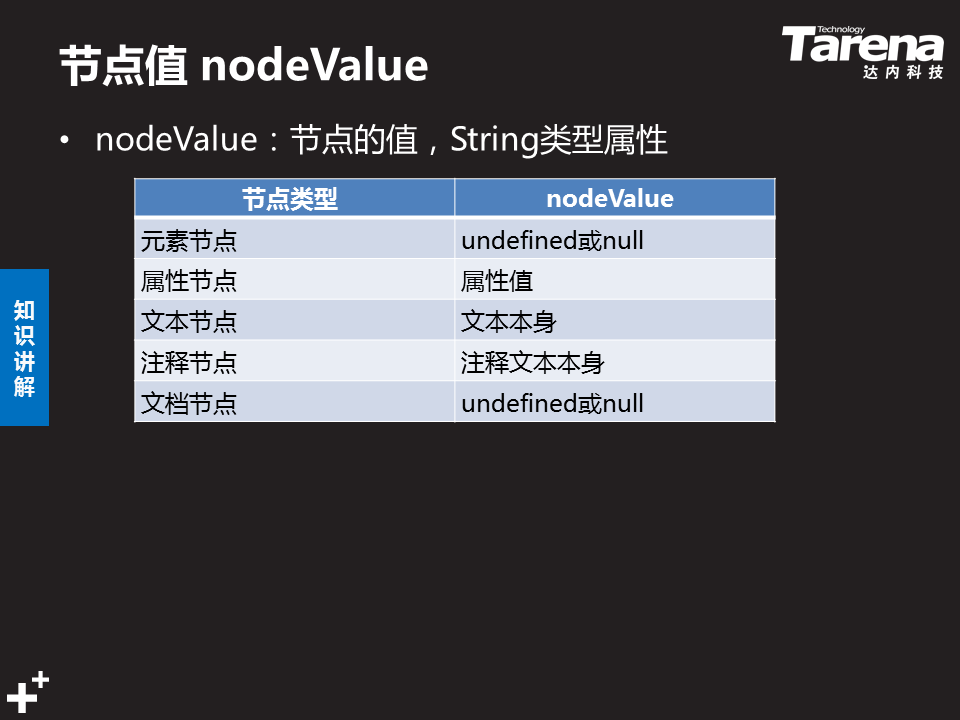 节点值 nodeValue
Technology
Tarena
达内科技
• nodeValue：节点的值，String类型属性
节点类型 nodeValue
元素节点 undefined或null
属性节点 属性值
文本节点 文本本身
注释节点 注释文本本身
文档节点 undefined或null
知
识
讲
解